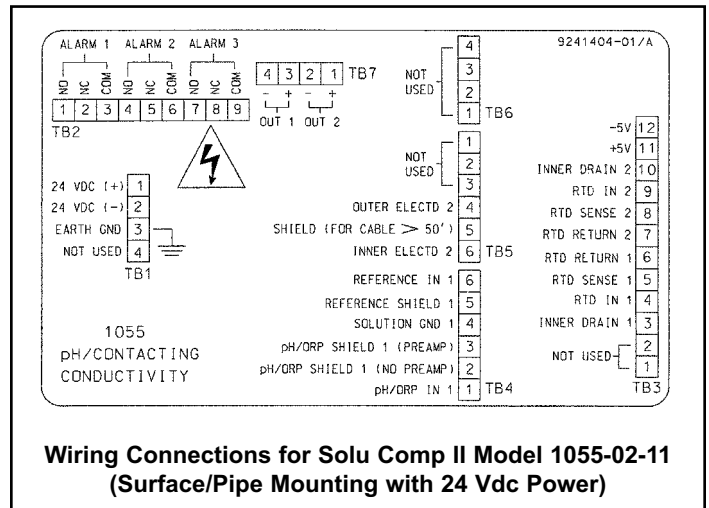 9241404-01/A
ALARM 1 ALARM 2 ALARM 3
NO NC COM NO NC COM NO NC COM
1 2 3 4 5 6 7 8 9
TB2
4 3 2 1 TB7
- + - +
OUT 1 OUT 2
NOT USED
4
3
2
1 TB6
24 VDC (+) 1
24 VDC (-) 2
EARTH GND 3
NOT USED 4
TB1
NOT USED
1
2
3
OUTER ELECTD 2 4
SHIELD (FOR CABLE > 50') 5
INNER ELECTD 2 6 TB5
REFERENCE IN 1 6
REFERENCE SHIELD 1 5
SOLUTION GND 1 4
pH/ORP SHIELD 1 (PREAMP) 3
pH/ORP SHIELD 1 (NO PREAMP) 2
pH/ORP IN 1 1 TB4
-5V 12
+5V 11
INNER DRAIN 2 10
RTD IN 2 9
RTD SENSE 2 8
RTD RETURN 2 7
RTD RETURN 1 6
RTD SENSE 1 5
RTD IN 1 4
INNER DRAIN 1 3
NOT USED 2
1
TB3
1055
pH/CONTACTING
CONDUCTIVITY
Wiring Connections for Solu Comp II Model 1055-02-11
(Surface/Pipe Mounting with 24 Vdc Power)